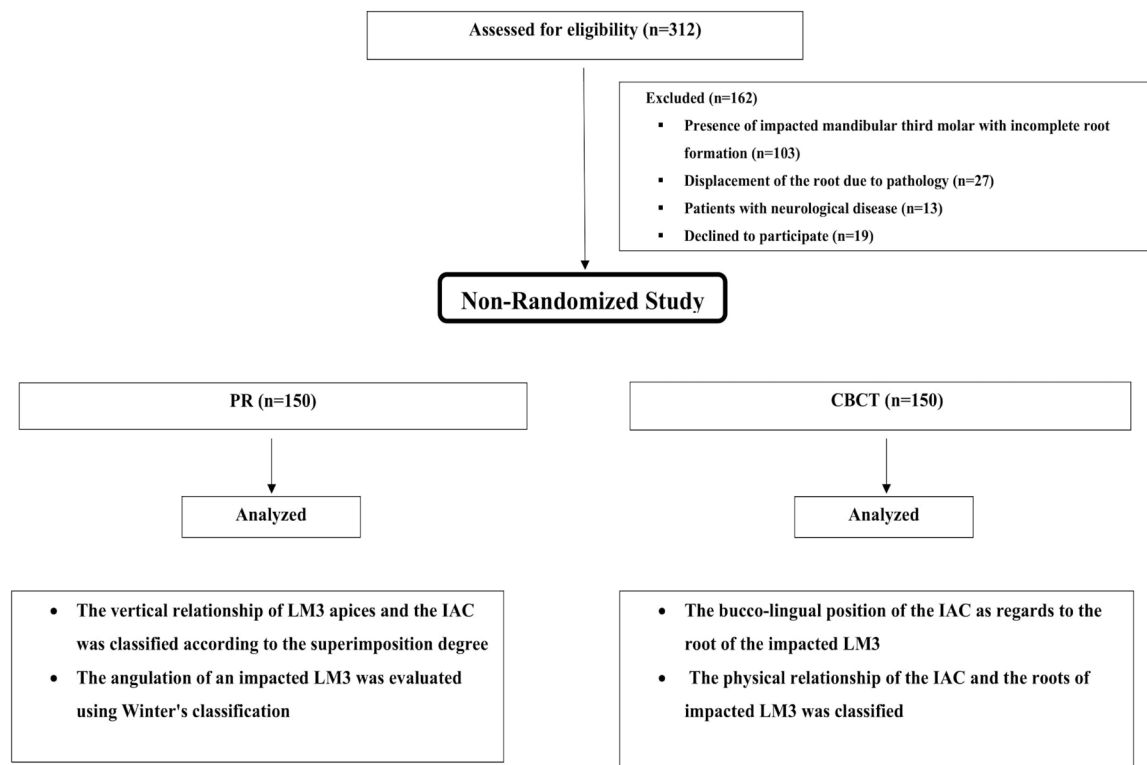 Assessed for eligibility (n=312)
Excluded (n=162)
▪ Presence of impacted mandibular third molar with incomplete root
formation (n=103)
▪ Displacement of the root due to pathology (n=27)
▪ Patients with neurological disease (n=13)
▪ Declined to participate (n=19)
Non-Randomized Study
PR (n=150)
CBCT (n=150)
Analyzed
Analyzed
• The vertical relationship of LM3 apices and the IAC
was classified according to the superimposition degree
• The angulation of an impacted LM3 was evaluated
using Winter's classification
• The bucco-lingual position of the IAC as regards to the
root of the impacted LM3
• The physical relationship of the IAC and the roots of
impacted LM3 was classified